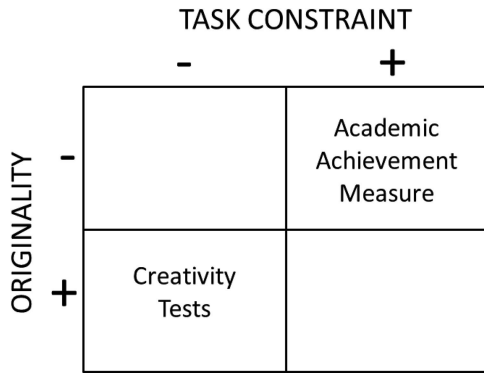 TASK CONSTRAINT
- +
ORIGINALITY
-
Academic
Achievement
Measure
+
Creativity
Tests